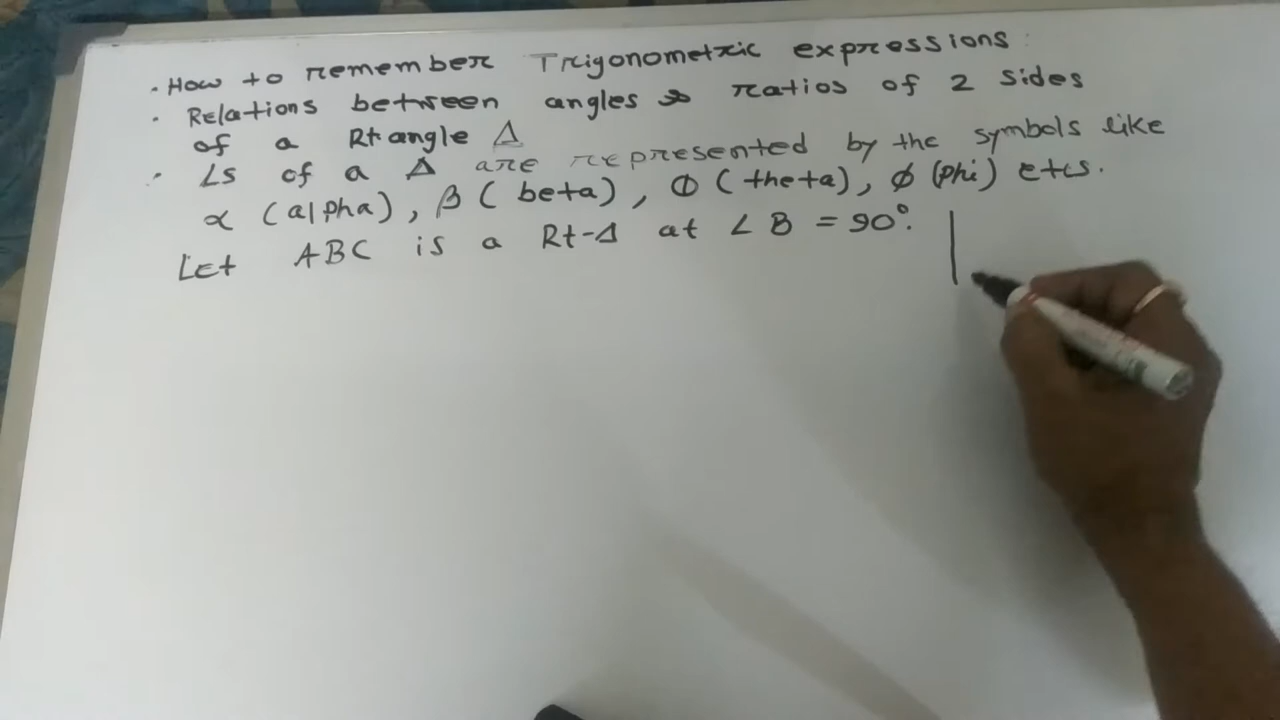 · How to remember Trigonometric expressions:
· Relations between angles & ratios of 2 sides
of a Rt angle Δ
· ∠s of a Δ are represented by the symbols like
α (alpha), β (beta), Φ (theta), ϕ (phi) etcs.
Let ABC is a Rt-Δ at ∠B = 90°.